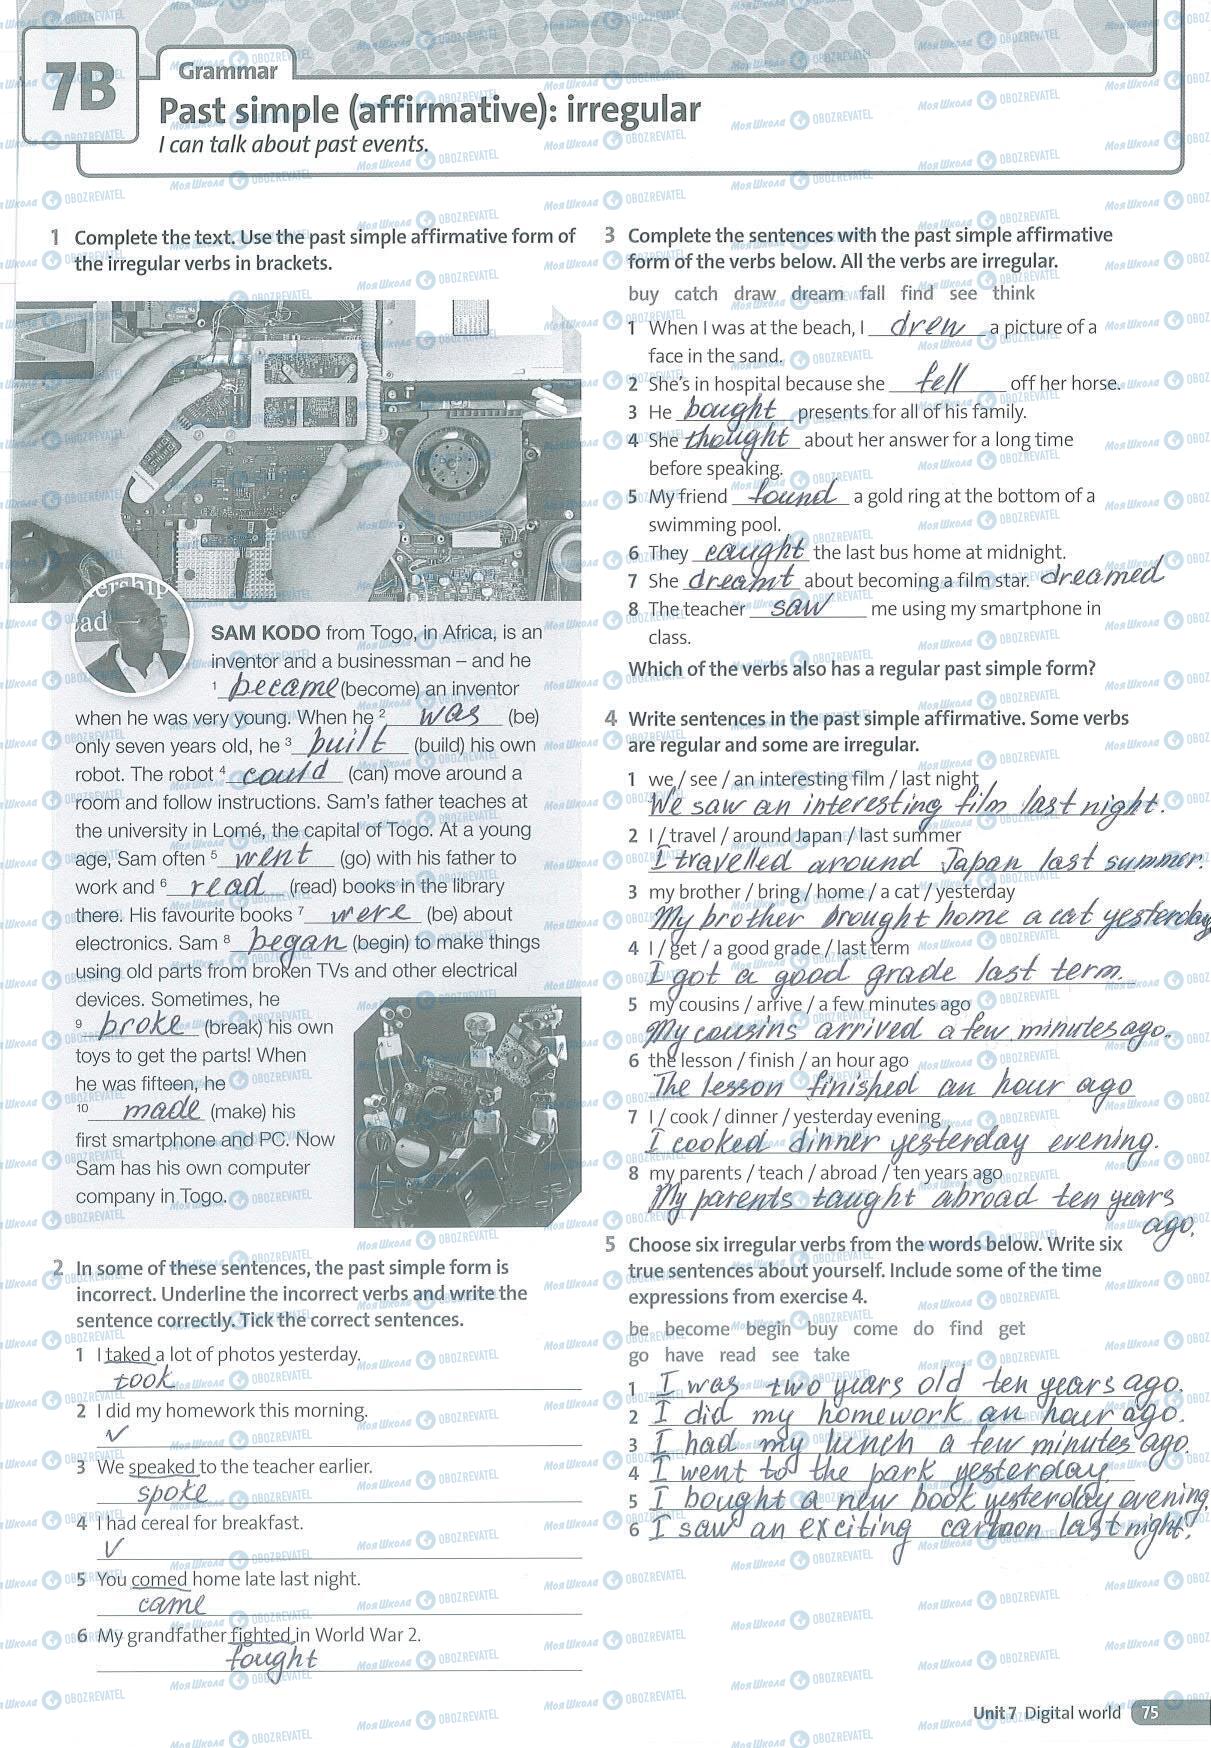 7B
Grammar
Past simple (affirmative): irregular
I can talk about past events.
1 Complete the text. Use the past simple affirmative form of
the irregular verbs in brackets.
SAM KODO from Togo, in Africa, is an
inventor and a businessman – and he
1 became (become) an inventor
when he was very young. When he 2 was (be)
only seven years old, he 3 built (build) his own
robot. The robot 4 could (can) move around a
room and follow instructions. Sam's father teaches at
the university in Lomé, the capital of Togo. At a young
age, Sam often 5 went (go) with his father to
work and 6 read (read) books in the library
there. His favourite books 7 were (be) about
electronics. Sam 8 began (begin) to make things
using old parts from broken TVs and other electrical
devices. Sometimes, he
9 broke (break) his own
toys to get the parts! When
he was fifteen, he
10 made (make) his
first smartphone and PC. Now
Sam has his own computer
company in Togo.
2 In some of these sentences, the past simple form is
incorrect. Underline the incorrect verbs and write the
sentence correctly. Tick the correct sentences.
1 I taked a lot of photos yesterday.
took
2 I did my homework this morning.
✓
3 We speaked to the teacher earlier.
spoke
4 I had cereal for breakfast.
✓
5 You comed home late last night.
came
6 My grandfather fighted in World War 2.
fought
3 Complete the sentences with the past simple affirmative
form of the verbs below. All the verbs are irregular.
buy catch draw dream fall find see think
1 When I was at the beach, I drew a picture of a
face in the sand.
2 She's in hospital because she fell off her horse.
3 He bought presents for all of his family.
4 She thought about her answer for a long time
before speaking.
5 My friend found a gold ring at the bottom of a
swimming pool.
6 They caught the last bus home at midnight.
7 She dreamt about becoming a film star. dreamed
8 The teacher saw me using my smartphone in
class.
Which of the verbs also has a regular past simple form?
4 Write sentences in the past simple affirmative. Some verbs
are regular and some are irregular.
1 we / see / an interesting film / last night
We saw an interesting film last night.
2 I / travel / around Japan / last summer
I travelled around Japan last summer.
3 my brother / bring / home / a cat / yesterday
My brother brought home a cat yesterday
4 I / get / a good grade / last term
I got a good grade last term.
5 my cousins / arrive / a few minutes ago
My cousins arrived a few minutes ago.
6 the lesson / finish / an hour ago
The lesson finished an hour ago
7 I / cook / dinner / yesterday evening
I cooked dinner yesterday evening.
8 my parents / teach / abroad / ten years ago
My parents taught abroad ten years
ago.
5 Choose six irregular verbs from the words below. Write six
true sentences about yourself. Include some of the time
expressions from exercise 4.
be become begin buy come do find get
go have read see take
1 I was two years old ten years ago.
2 I did my homework an hour ago.
3 I had my lunch a few minutes ago.
4 I went to the park yesterday.
5 I bought a new book yesterday evening.
6 I saw an exciting cartoon last night.
Unit 7 Digital world 75
МояШкола OBOZREVATEL